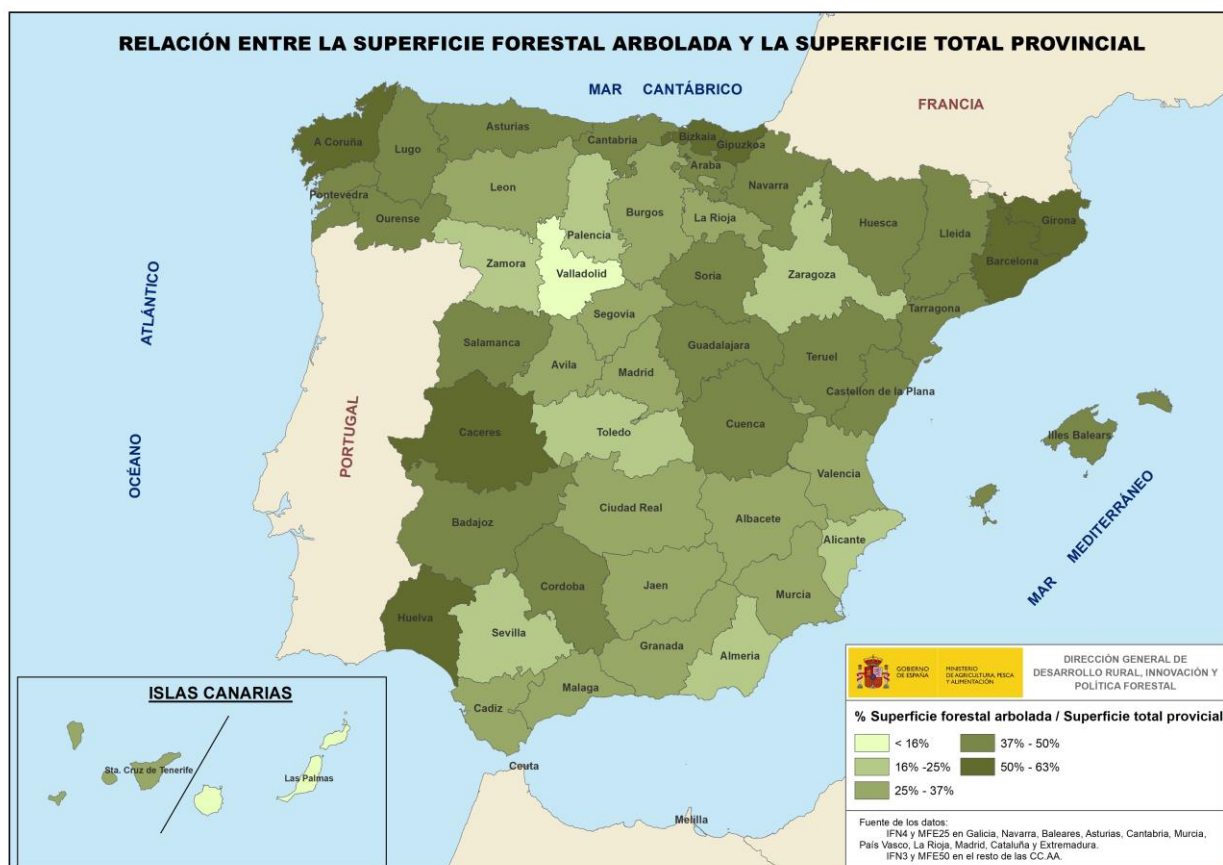 RELACIÓN ENTRE LA SUPERFICIE FORESTAL ARBOLADA Y LA SUPERFICIE TOTAL PROVINCIAL
MAR CANTÁBRICO
FRANCIA
A Coruña
Lugo
Asturias
Cantabria
Bizkaia
Gipuzkoa
Araba
Navarra
Pontevedra
Ourense
Leon
Palencia
Burgos
La Rioja
Huesca
Lleida
Girona
Barcelona
Zamora
Valladolid
Soria
Zaragoza
Tarragona
Segovia
Salamanca
Avila
Madrid
Guadalajara
Teruel
Castellon de la Plana
OCÉANO ATLÁNTICO
PORTUGAL
Caceres
Toledo
Cuenca
Illes Balears
Valencia
Badajoz
Ciudad Real
Albacete
Alicante
MAR MEDITERRÁNEO
Cordoba
Jaen
Murcia
Huelva
Sevilla
Granada
Almeria
Malaga
Cadiz
Ceuta
Melilla
ISLAS CANARIAS
Sta. Cruz de Tenerife
Las Palmas
GOBIERNO
DE ESPAÑA
MINISTERIO
DE AGRICULTURA, PESCA
Y ALIMENTACIÓN
DIRECCIÓN GENERAL DE
DESARROLLO RURAL, INNOVACIÓN Y
POLÍTICA FORESTAL
% Superficie forestal arbolada / Superficie total provicial
< 16%
16% -25%
25% - 37%
37% - 50%
50% - 63%
Fuente de los datos:
IFN4 y MFE25 en Galicia, Navarra, Baleares, Asturias, Cantabria, Murcia,
País Vasco, La Rioja, Madrid, Cataluña y Extremadura.
IFN3 y MFE50 en el resto de las CC.AA.